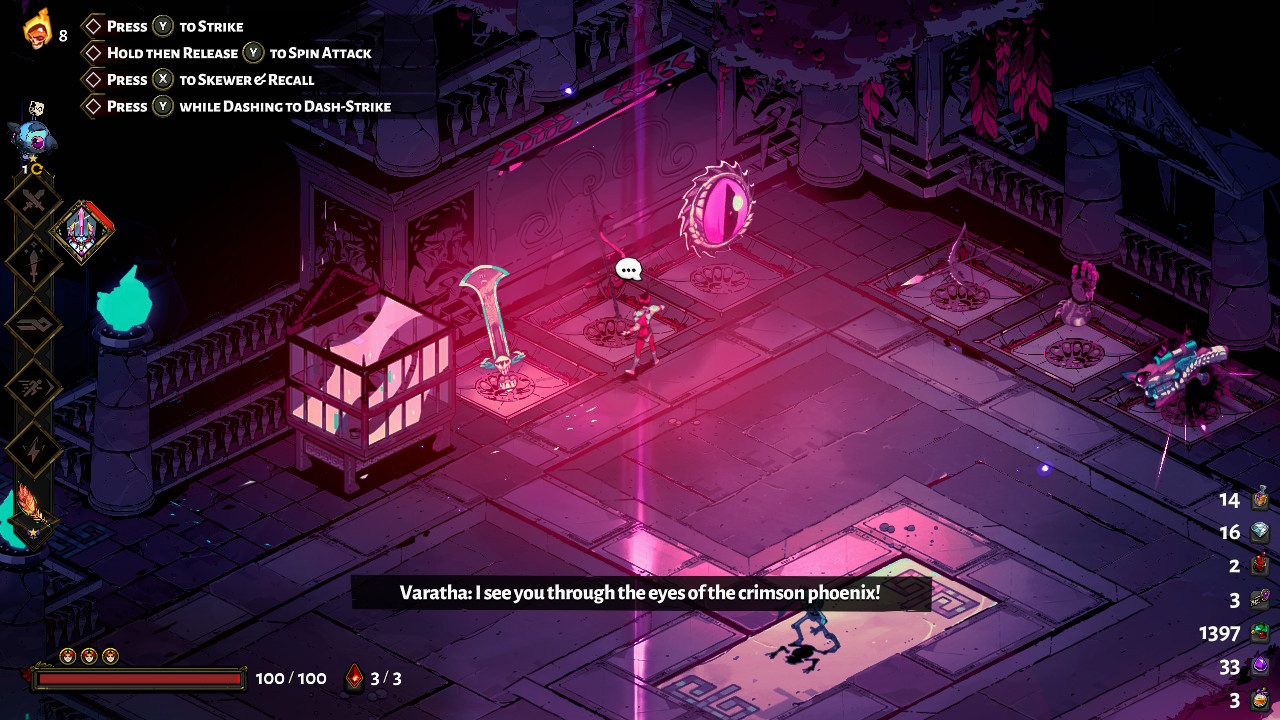 8
PRESS Y TO STRIKE
HOLD THEN RELEASE Y TO SPIN ATTACK
PRESS X TO SKEWER & RECALL
PRESS Y WHILE DASHING TO DASH-STRIKE
1
14
16
2
3
1397
33
3
Varatha: I see you through the eyes of the crimson phoenix!
100 / 100
3 / 3